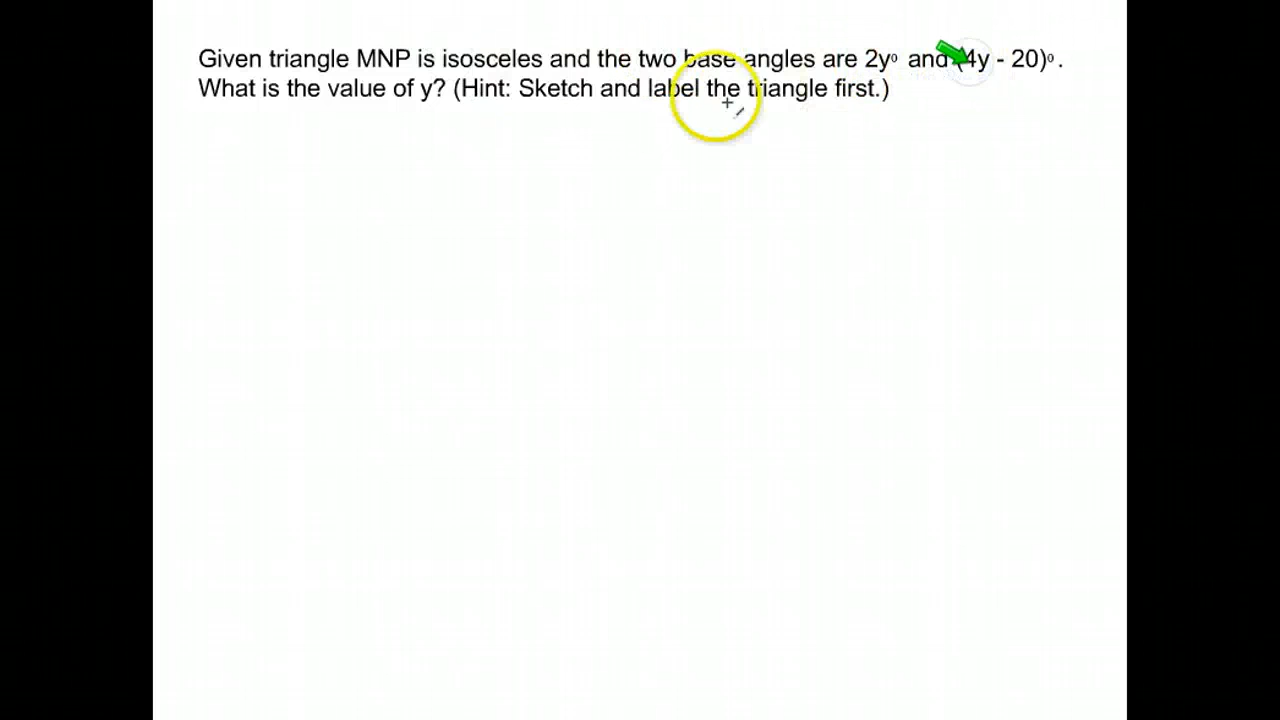 Given triangle MNP is isosceles and the two base angles are 2yº and (4y - 20)º .
What is the value of y? (Hint: Sketch and label the triangle first.)